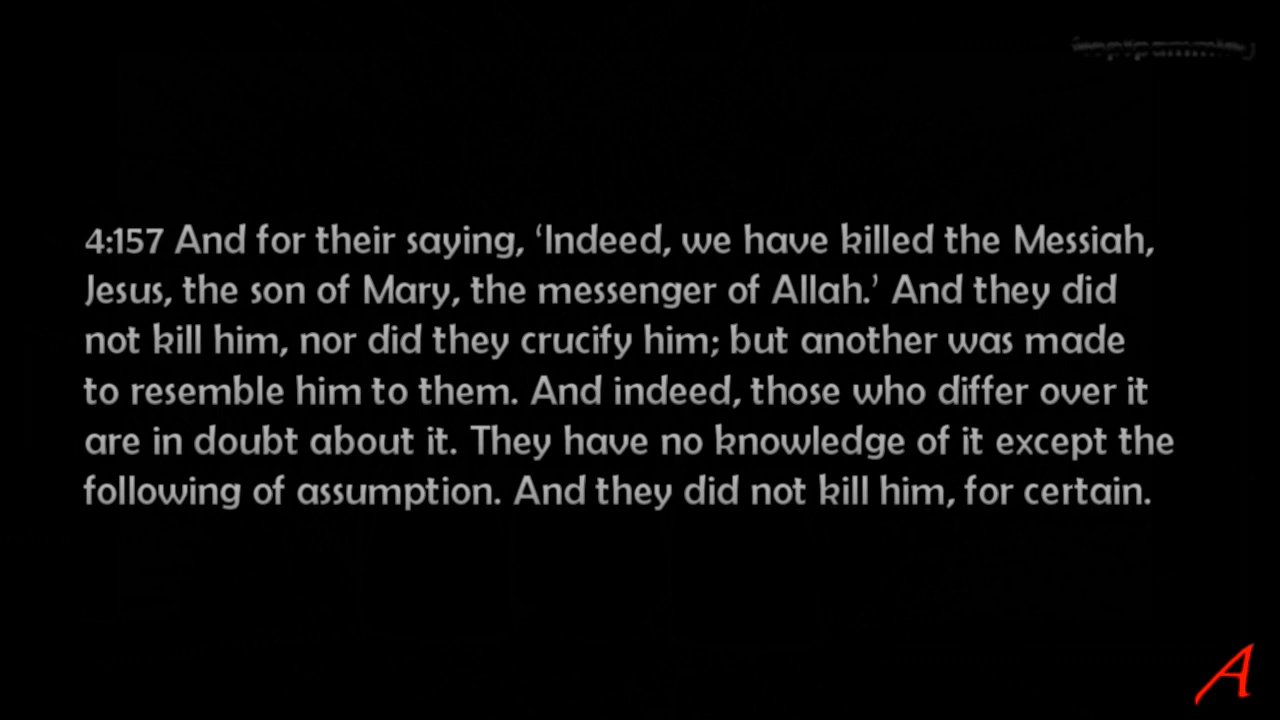 4:157 And for their saying, ‘Indeed, we have killed the Messiah,
Jesus, the son of Mary, the messenger of Allah.’ And they did
not kill him, nor did they crucify him; but another was made
to resemble him to them. And indeed, those who differ over it
are in doubt about it. They have no knowledge of it except the
following of assumption. And they did not kill him, for certain.
A